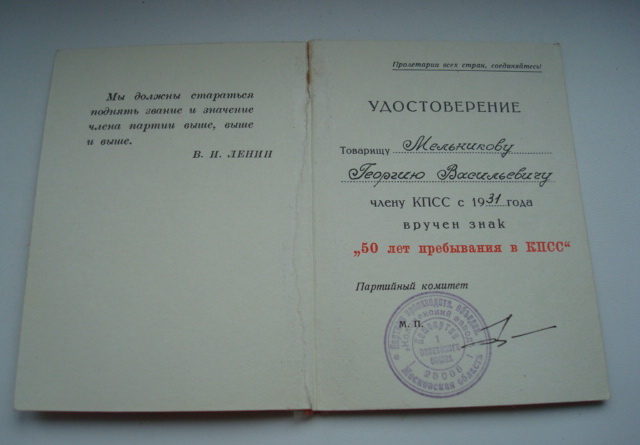 Мы должны стараться
поднять звание и значение
члена партии выше, выше
и выше.
В. И. ЛЕНИН
Пролетарии всех стран, соединяйтесь!
УДОСТОВЕРЕНИЕ
Товарищу Мельникову
Георгию Васильевичу
члену КПСС с 1931 года
вручен знак
„50 лет пребывания в КПСС“
Партийный комитет
М. П.
Московская область